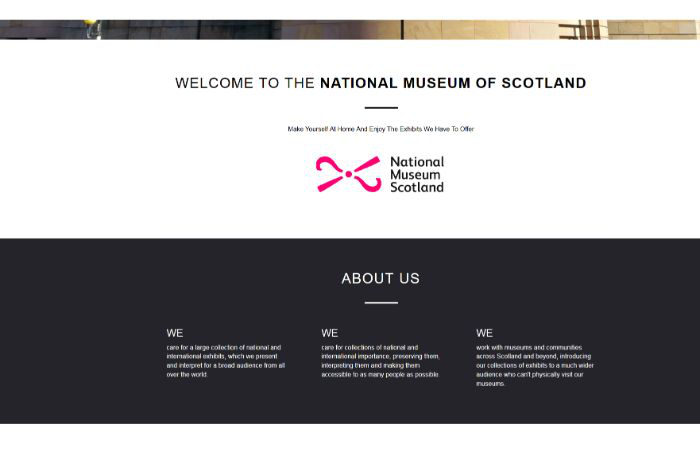 WELCOME TO THE NATIONAL MUSEUM OF SCOTLAND
Make Yourself At Home And Enjoy The Exhibits We Have To Offer
National
Museum
Scotland
ABOUT US
WE
care for a large collection of national and
international exhibits, which we present
and interpret for a broad audience from all
over the world.
WE
care for collections of national and
international importance, preserving them,
interpreting them and making them
accessible to as many people as possible.
WE
work with museums and communities
across Scotland and beyond, introducing
our collections of exhibits to a much wider
audience who can't physically visit our
museums.